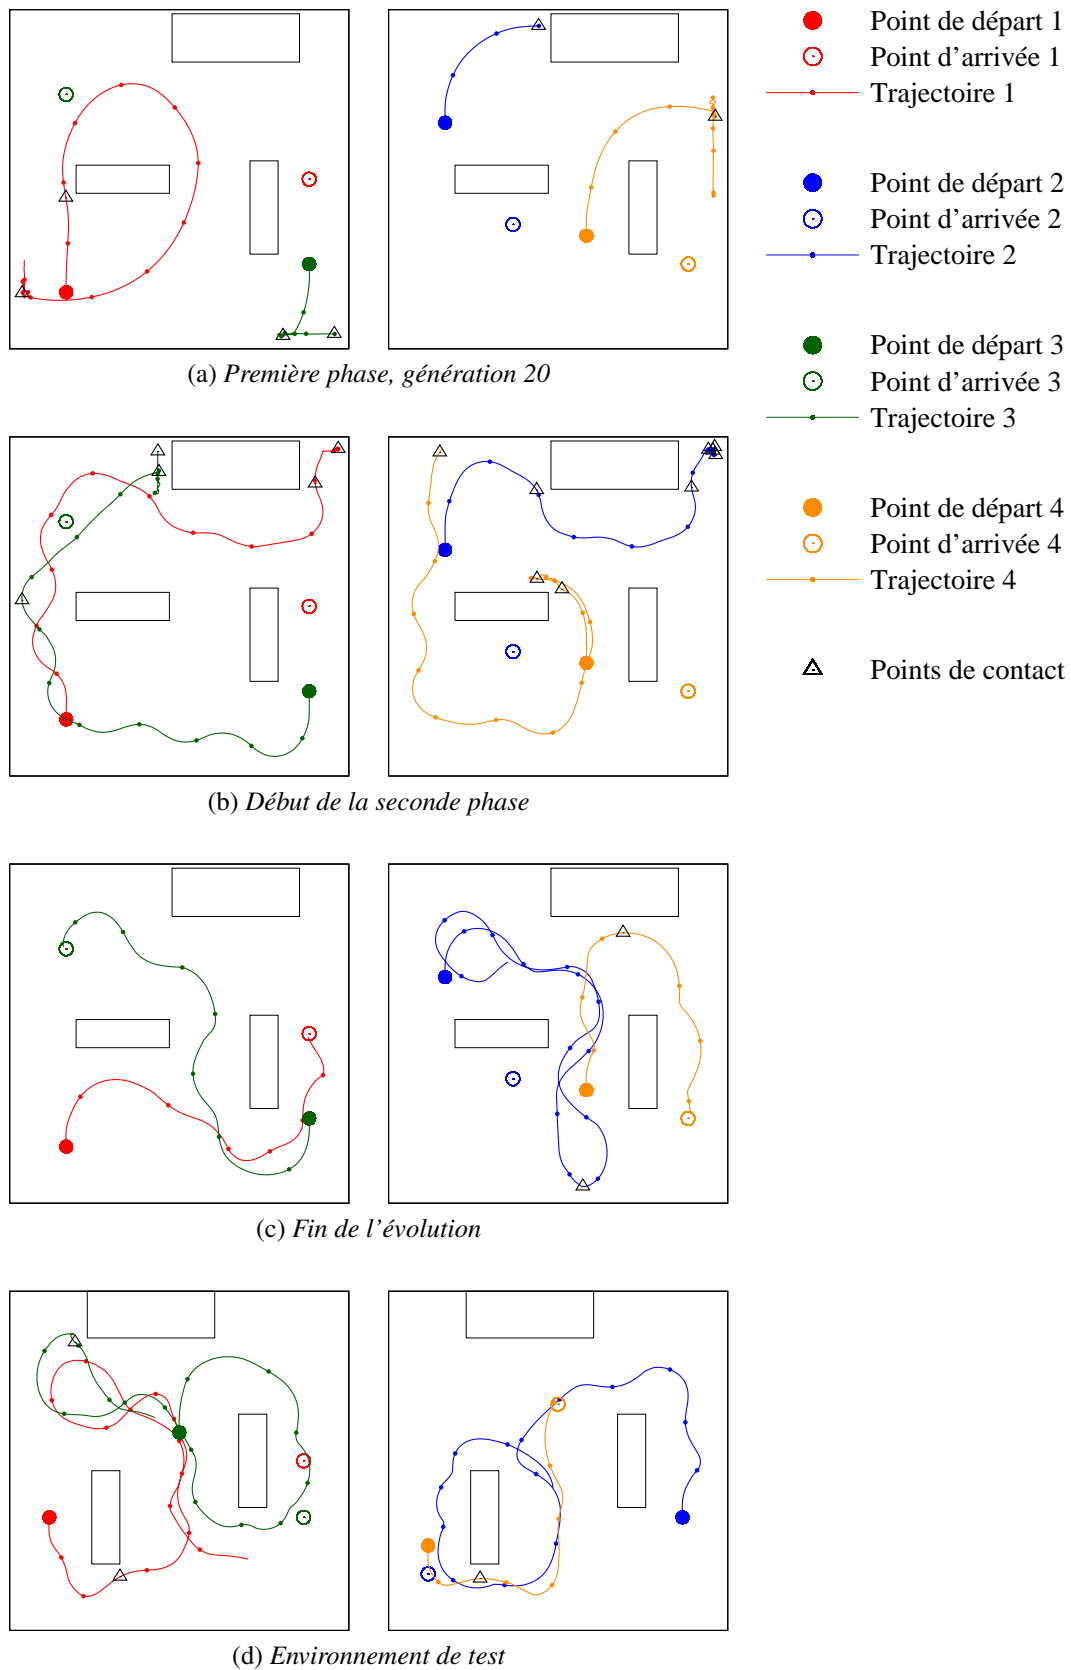 Point de départ 1
Point d'arrivée 1
Trajectoire 1
Point de départ 2
Point d'arrivée 2
Trajectoire 2
Point de départ 3
Point d'arrivée 3
Trajectoire 3
Point de départ 4
Point d'arrivée 4
Trajectoire 4
Points de contact
(a) Première phase, génération 20
(b) Début de la seconde phase
(c) Fin de l'évolution
(d) Environnement de test